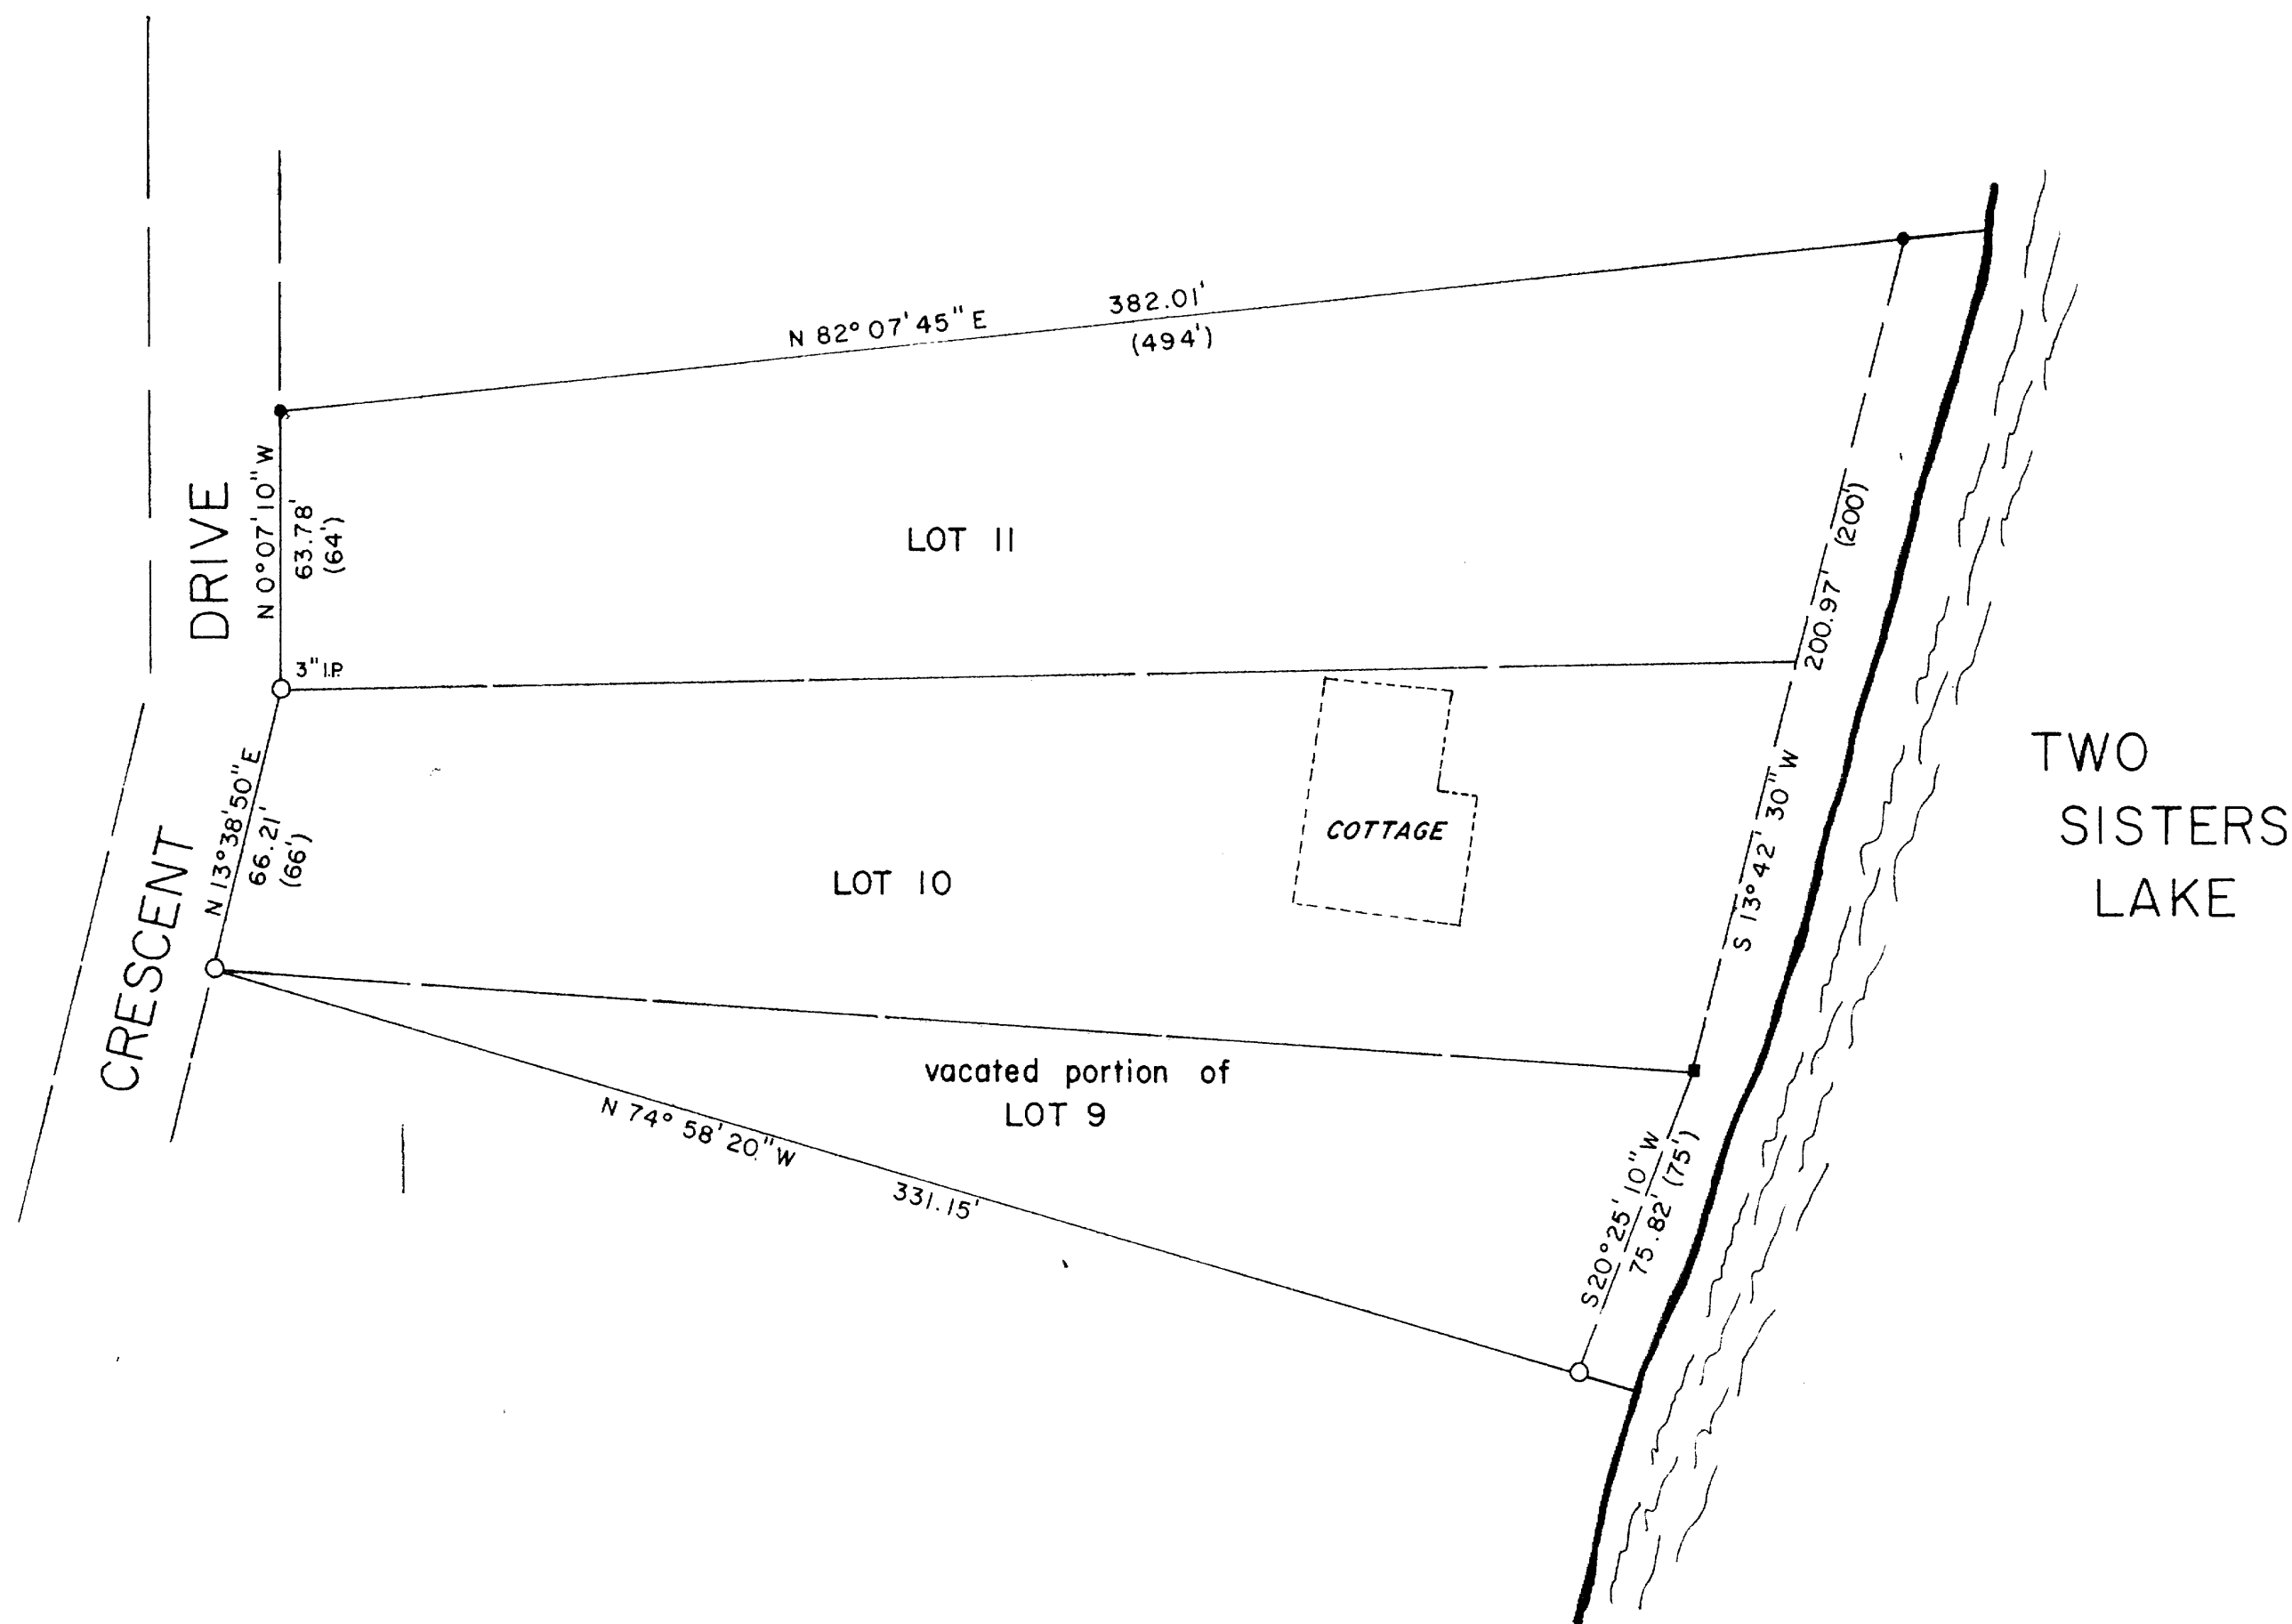 N 82° 07' 45" E 382.01'
(494')
DRIVE
N 0° 07' 10" W
63.78'
(64')
LOT 11
200.97' (200')
3" I.P.
CRESCENT
N 13° 38' 50" E
66.21'
(66')
LOT 10
COTTAGE
S 13° 42' 30" W
TWO
SISTERS
LAKE
vacated portion of
LOT 9
N 74° 58' 20" W 331.15'
S 20° 25' 10" W
75.82' (75')